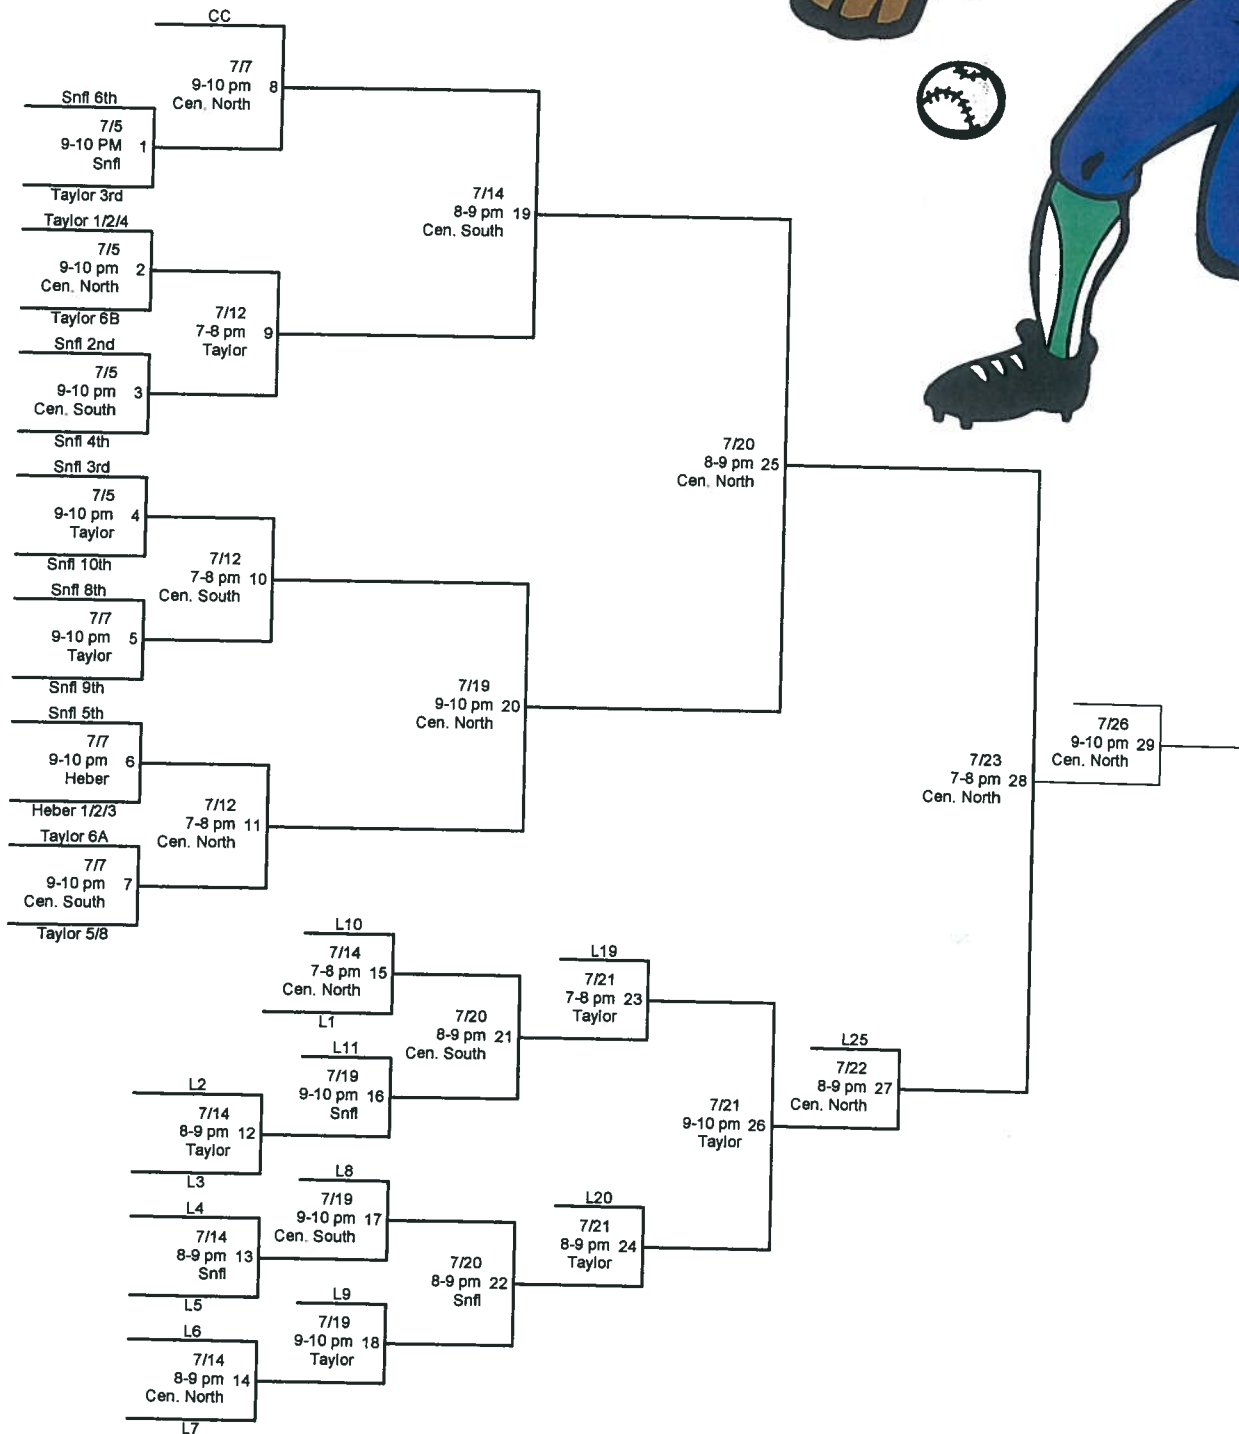 CC
7/7
9-10 pm 8
Cen. North
Snfl 6th
7/5
9-10 PM 1
Snfl
Taylor 3rd
Taylor 1/2/4
7/5
9-10 pm 2
Cen. North
Taylor 6B
7/12
7-8 pm 9
Taylor
Snfl 2nd
7/5
9-10 pm 3
Cen. South
Snfl 4th
7/14
8-9 pm 19
Cen. South
Snfl 3rd
7/5
9-10 pm 4
Taylor
Snfl 10th
7/12
7-8 pm 10
Cen. South
Snfl 8th
7/7
9-10 pm 5
Taylor
Snfl 9th
7/20
8-9 pm 25
Cen. North
7/19
9-10 pm 20
Cen. North
Snfl 5th
7/7
9-10 pm 6
Heber
Heber 1/2/3
7/12
7-8 pm 11
Cen. North
Taylor 6A
7/7
9-10 pm 7
Cen. South
Taylor 5/8
7/23
7-8 pm 28
Cen. North
7/26
9-10 pm 29
Cen. North
L10
7/14
7-8 pm 15
Cen. North
L1
L19
7/21
7-8 pm 23
Taylor
7/20
8-9 pm 21
Cen. South
L11
7/19
9-10 pm 16
Snfl
L2
7/14
8-9 pm 12
Taylor
L3
L25
7/22
8-9 pm 27
Cen. North
7/21
9-10 pm 26
Taylor
L8
7/19
9-10 pm 17
Cen. South
L4
7/14
8-9 pm 13
Snfl
L5
L20
7/21
8-9 pm 24
Taylor
7/20
8-9 pm 22
Snfl
L9
7/19
9-10 pm 18
Taylor
L6
7/14
8-9 pm 14
Cen. North
L7